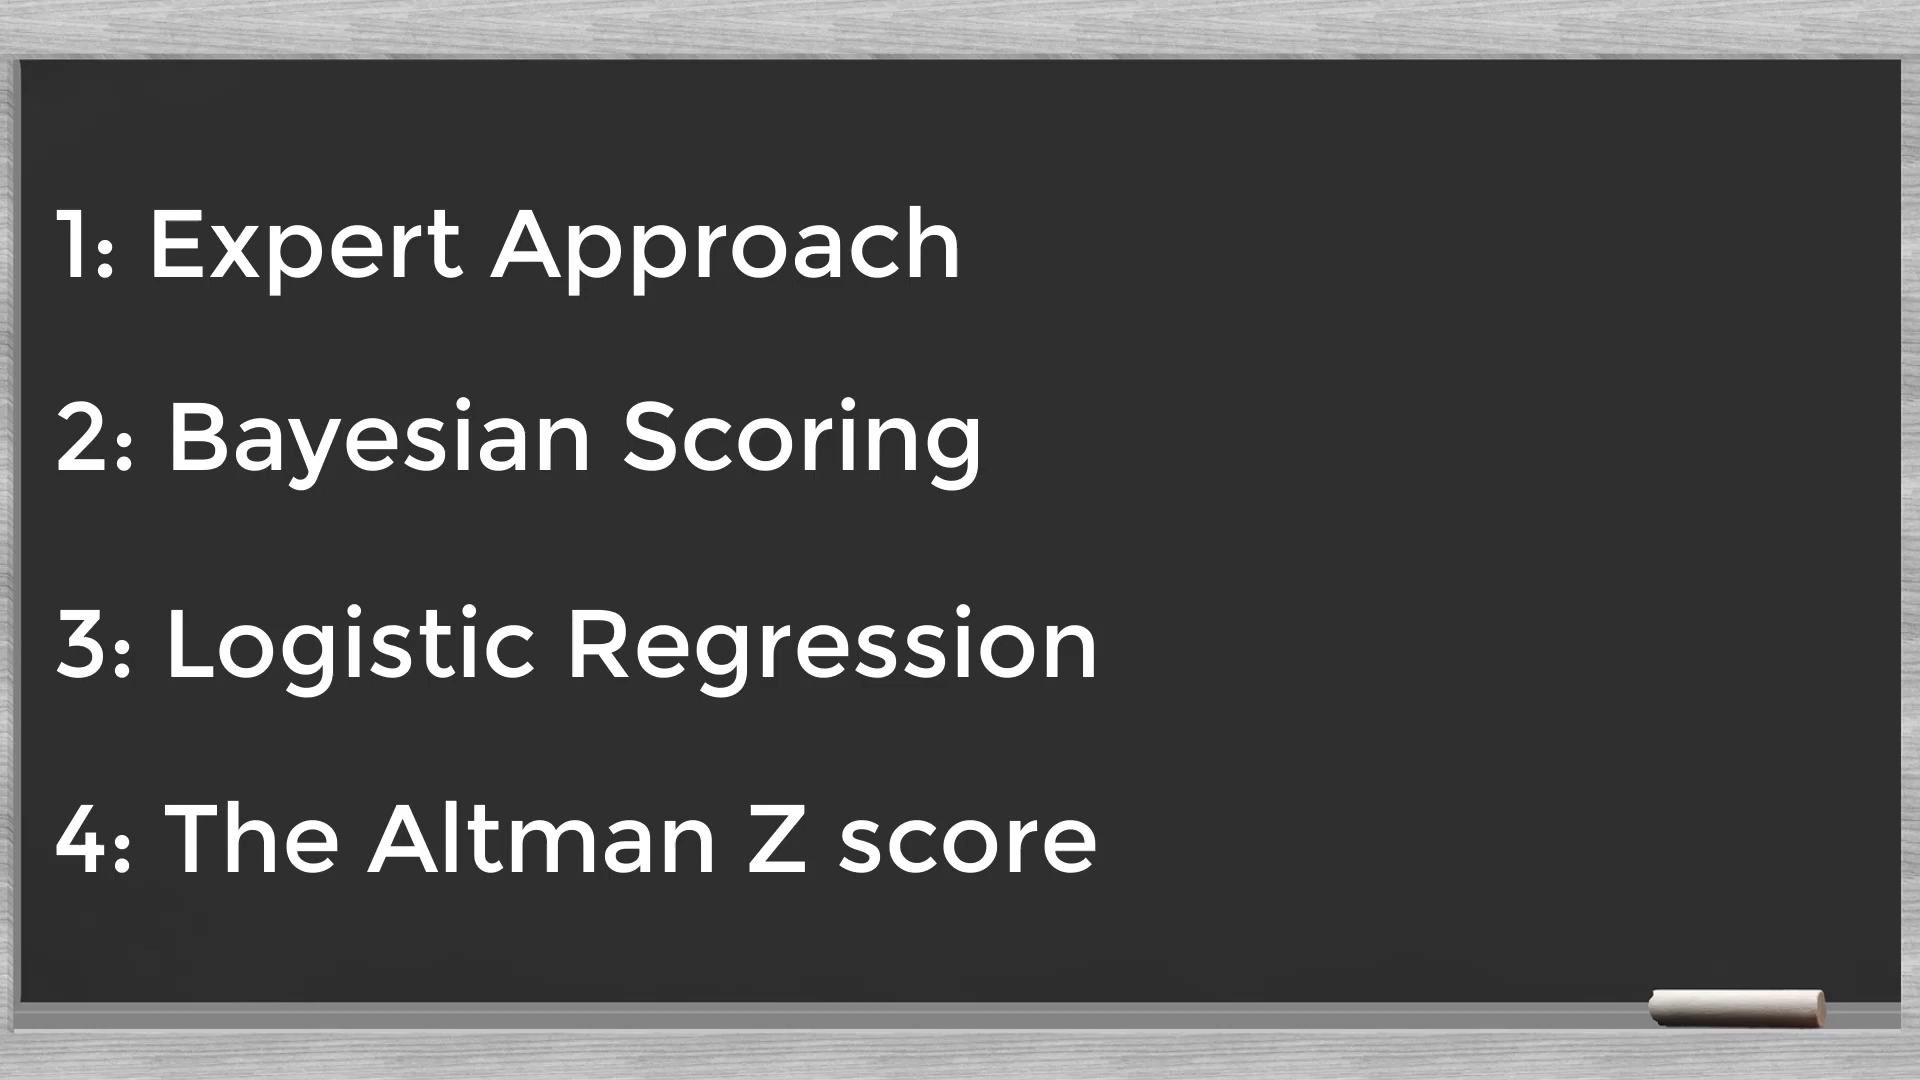 1: Expert Approach
2: Bayesian Scoring
3: Logistic Regression
4: The Altman Z score